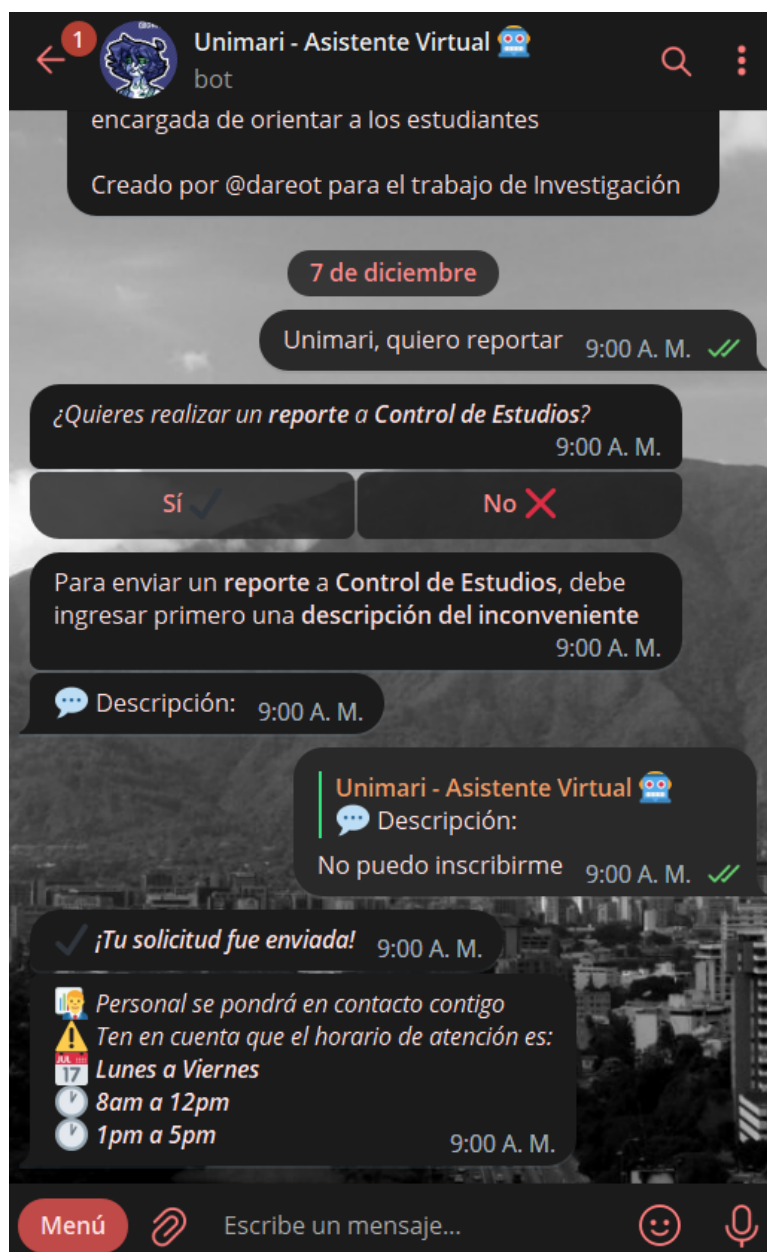 1
Unimari - Asistente Virtual 🤖
bot
encargada de orientar a los estudiantes
Creado por @dareot para el trabajo de Investigación
7 de diciembre
Unimari, quiero reportar 9:00 A. M.
¿Quieres realizar un reporte a Control de Estudios?
9:00 A. M.
Sí ✔
No ❌
Para enviar un reporte a Control de Estudios, debe
ingresar primero una descripción del inconveniente
9:00 A. M.
💬 Descripción: 9:00 A. M.
Unimari - Asistente Virtual 🤖
💬 Descripción:
No puedo inscribirme 9:00 A. M.
✔ ¡Tu solicitud fue enviada! 9:00 A. M.
👨‍💼 Personal se pondrá en contacto contigo
⚠ Ten en cuenta que el horario de atención es:
📅 Lunes a Viernes
🕐 8am a 12pm
🕐 1pm a 5pm 9:00 A. M.
Menú Escribe un mensaje...